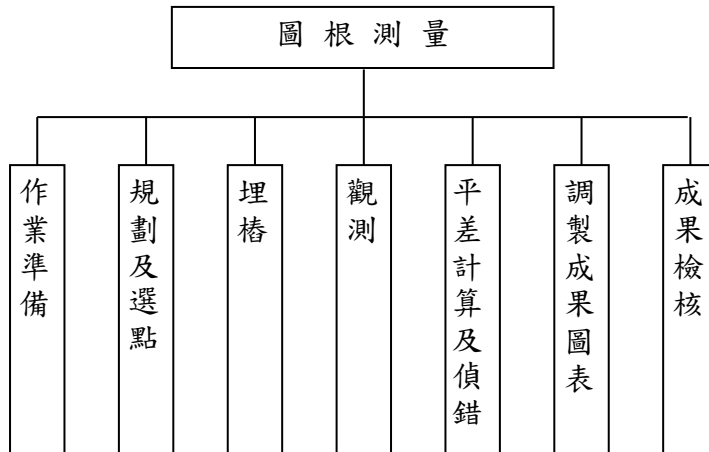 圖根測量
作業準備
規劃及選點
埋樁
觀測
平差計算及偵錯
調製成果圖表
成果檢核